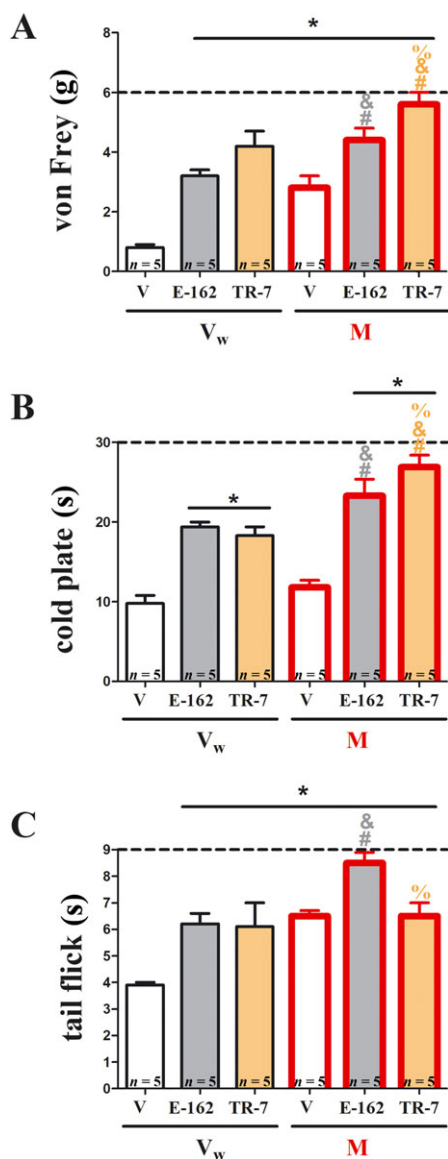 A
*
%
& &
# #
von Frey (g)
6
4
2
0
n = 5 n = 5 n = 5 n = 5 n = 5 n = 5
V E-162 TR-7 V E-162 TR-7
Vw M
B
*
%
& &
# #
*
cold plate (s)
30
20
10
0
n = 5 n = 5 n = 5 n = 5 n = 5 n = 5
V E-162 TR-7 V E-162 TR-7
Vw M
C
*
&
#
%
tail flick (s)
9
8
7
6
5
4
3
2
1
0
n = 5 n = 5 n = 5 n = 5 n = 5 n = 5
V E-162 TR-7 V E-162 TR-7
Vw M